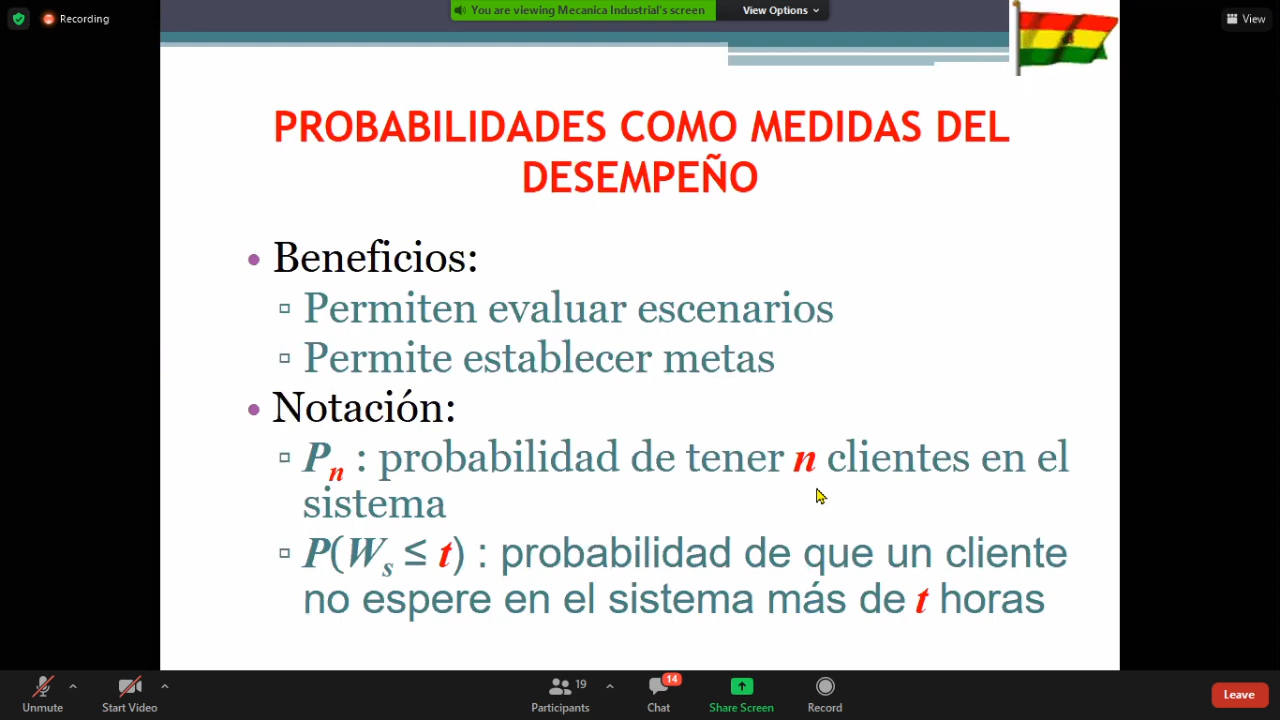 Recording
You are viewing Mecanica Industrial's screen
View Options
View
PROBABILIDADES COMO MEDIDAS DEL
DESEMPEÑO
• Beneficios:
▫ Permiten evaluar escenarios
▫ Permite establecer metas
• Notación:
▫ Pn : probabilidad de tener n clientes en el
sistema
▫ P(Ws ≤ t) : probabilidad de que un cliente
no espere en el sistema más de t horas
Unmute
Start Video
19
Participants
14
Chat
Share Screen
Record
Leave